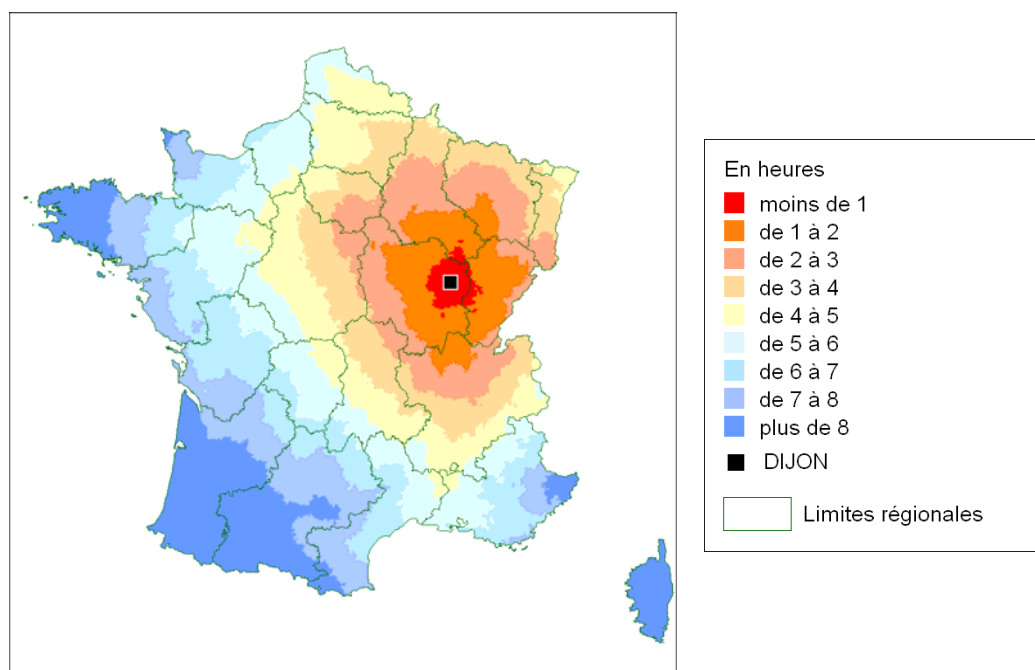 En heures
moins de 1
de 1 à 2
de 2 à 3
de 3 à 4
de 4 à 5
de 5 à 6
de 6 à 7
de 7 à 8
plus de 8
DIJON
Limites régionales